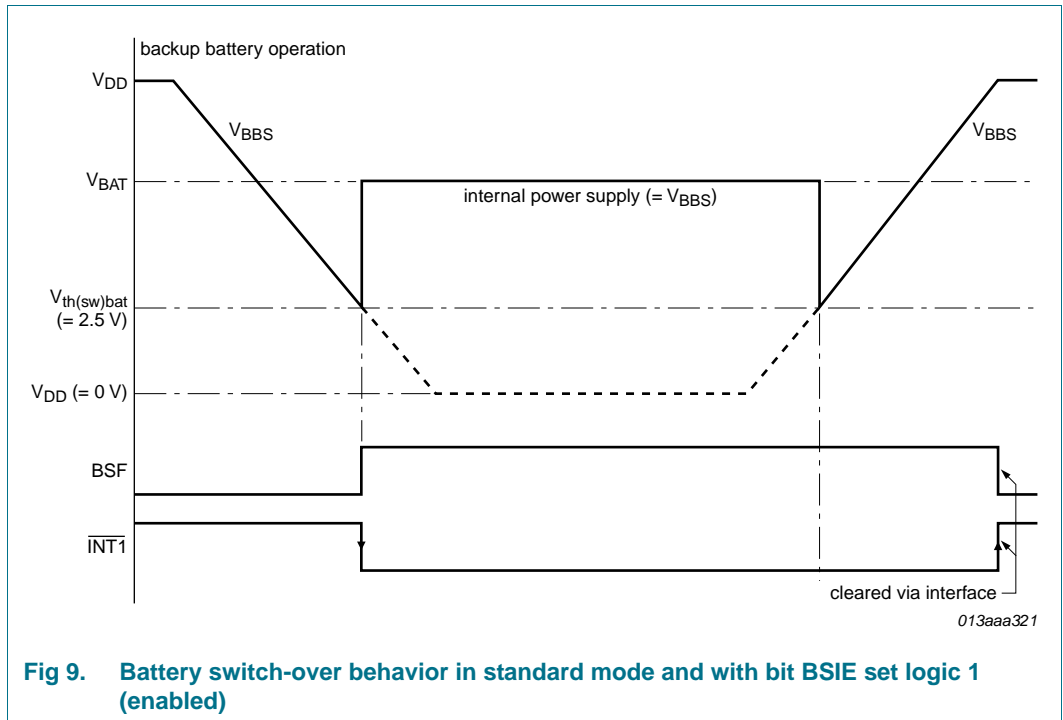 backup battery operation
VDD
VBBS
VBBS
VBAT
internal power supply (= VBBS)
Vth(sw)bat
(= 2.5 V)
VDD (= 0 V)
BSF
INT1
cleared via interface
013aaa321
Fig 9. Battery switch-over behavior in standard mode and with bit BSIE set logic 1
(enabled)